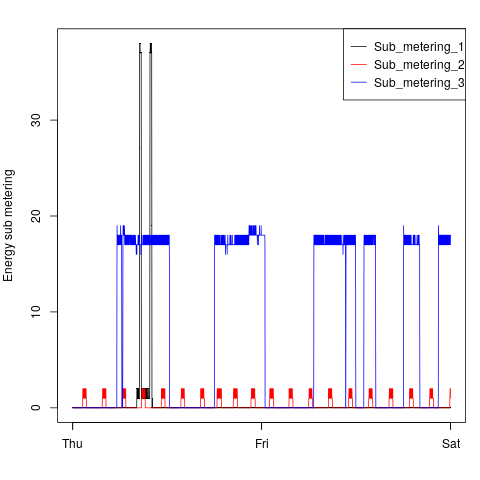 Sub_metering_1
Sub_metering_2
Sub_metering_3
Energy sub metering
30
20
10
0
Thu Fri Sat